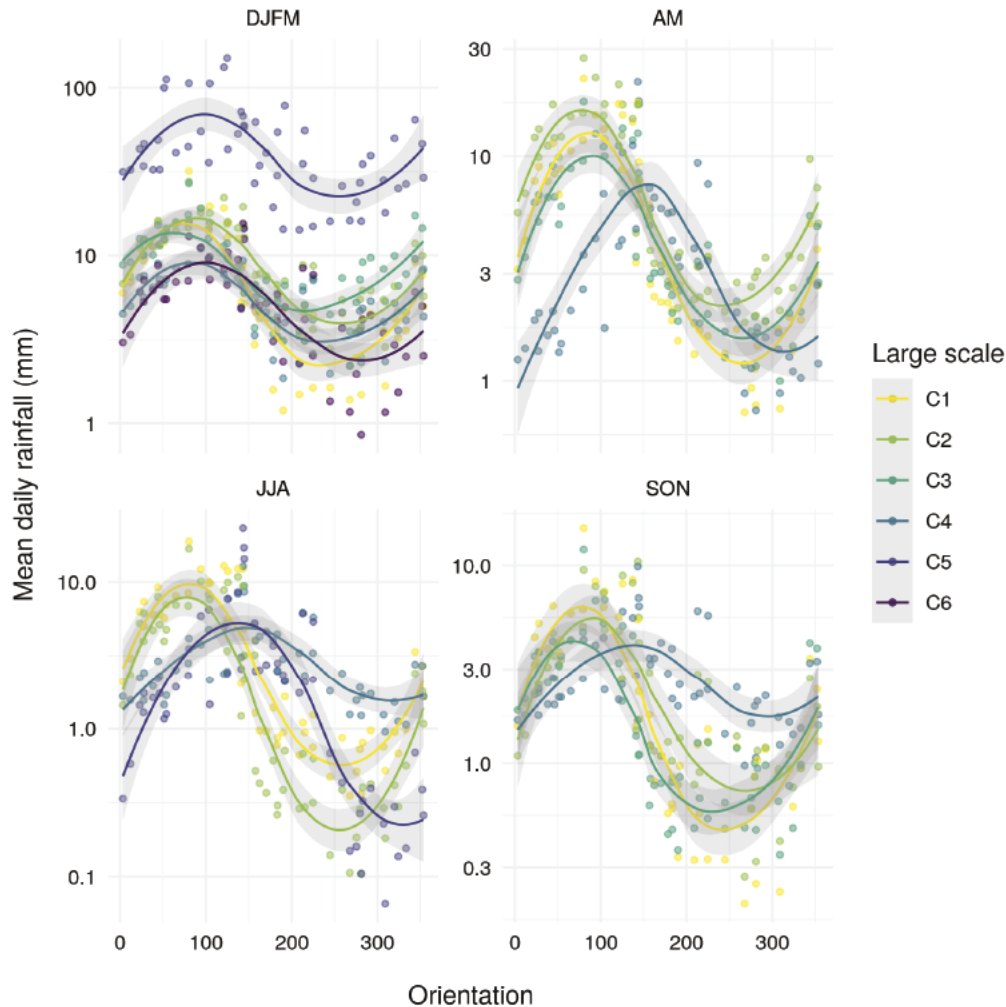 DJFM
AM
100
10
1
30
10
3
1
Mean daily rainfall (mm)
Large scale
C1
C2
C3
C4
C5
C6
JJA
SON
10.0
1.0
0.1
10.0
3.0
1.0
0.3
0 100 200 300
0 100 200 300
Orientation